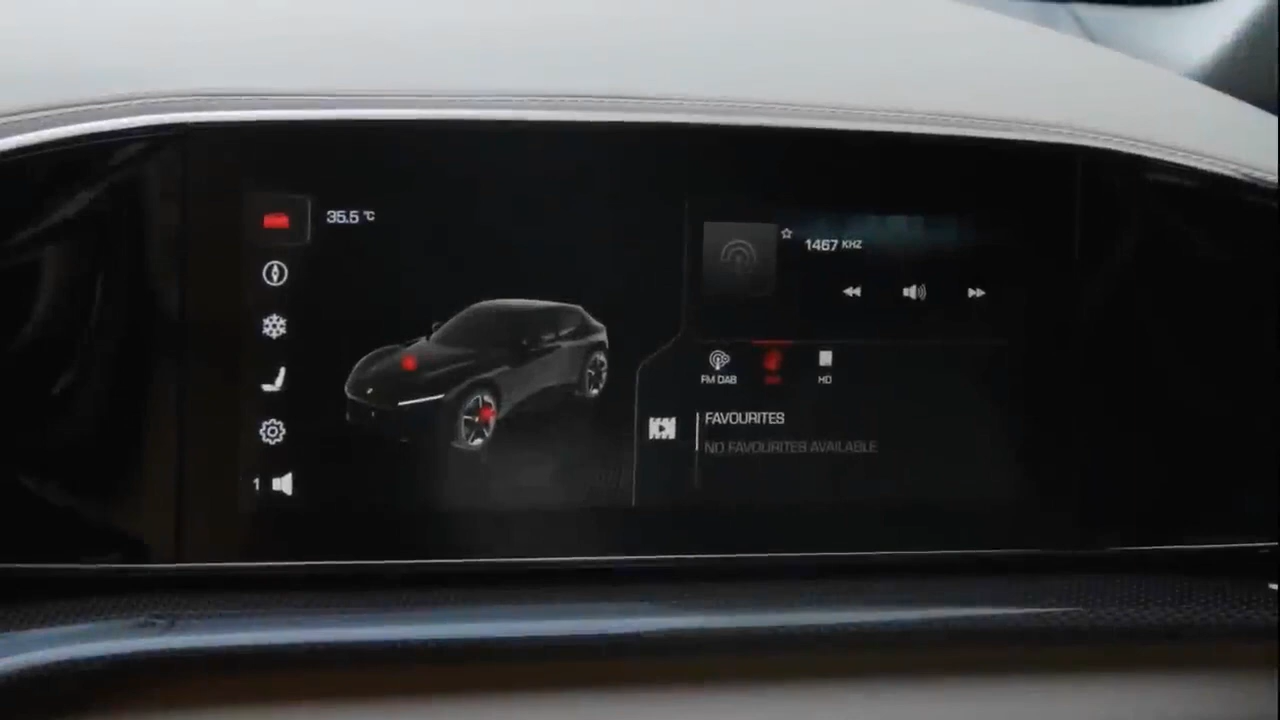 35.5 °C
1467 KHZ
FM DAB
HD
FAVOURITES
NO FAVOURITES AVAILABLE
1